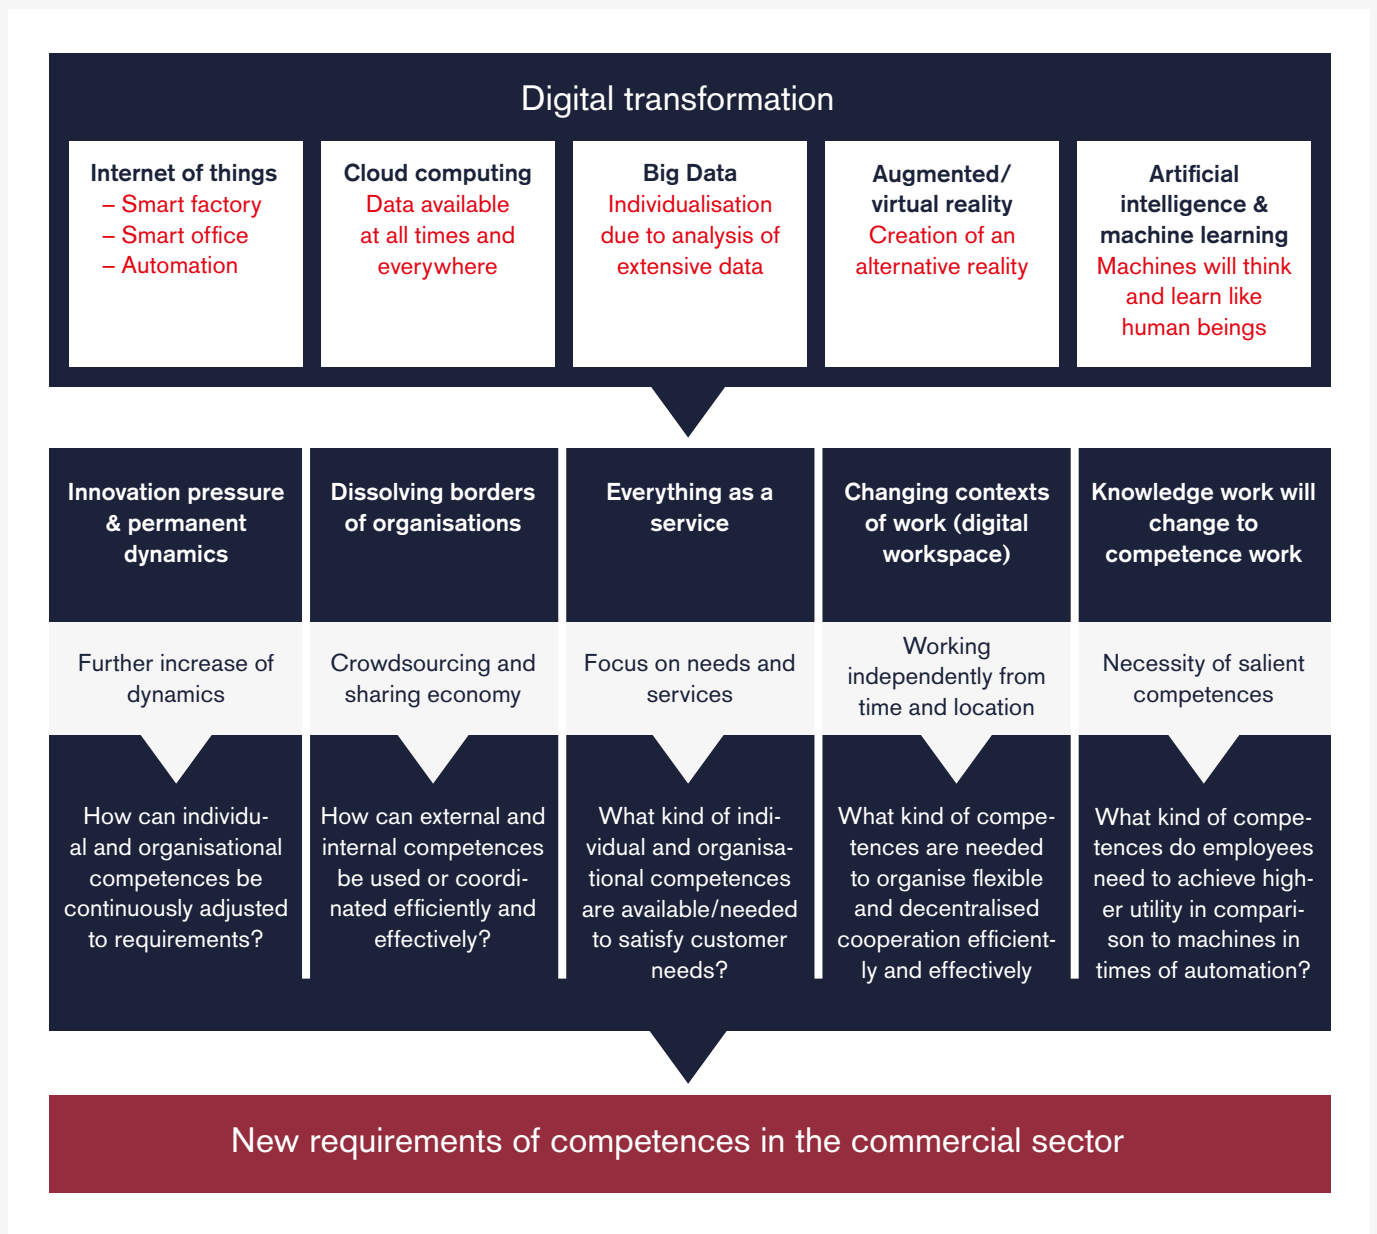 Digital transformation
Internet of things
– Smart factory
– Smart office
– Automation
Cloud computing
Data available
at all times and
everywhere
Big Data
Individualisation
due to analysis of
extensive data
Augmented/
virtual reality
Creation of an
alternative reality
Artificial
intelligence &
machine learning
Machines will think
and learn like
human beings
Innovation pressure
& permanent
dynamics
Dissolving borders
of organisations
Everything as a
service
Changing contexts
of work (digital
workspace)
Knowledge work will
change to
competence work
Further increase of
dynamics
Crowdsourcing and
sharing economy
Focus on needs and
services
Working
independently from
time and location
Necessity of salient
competences
How can individu-
al and organisational
competences be
continuously adjusted
to requirements?
How can external and
internal competences
be used or coordi-
nated efficiently and
effectively?
What kind of indi-
vidual and organisa-
tional competences
are available/needed
to satisfy customer
needs?
What kind of compe-
tences are needed
to organise flexible
and decentralised
cooperation efficient-
ly and effectively
What kind of compe-
tences do employees
need to achieve high-
er utility in compari-
son to machines in
times of automation?
New requirements of competences in the commercial sector